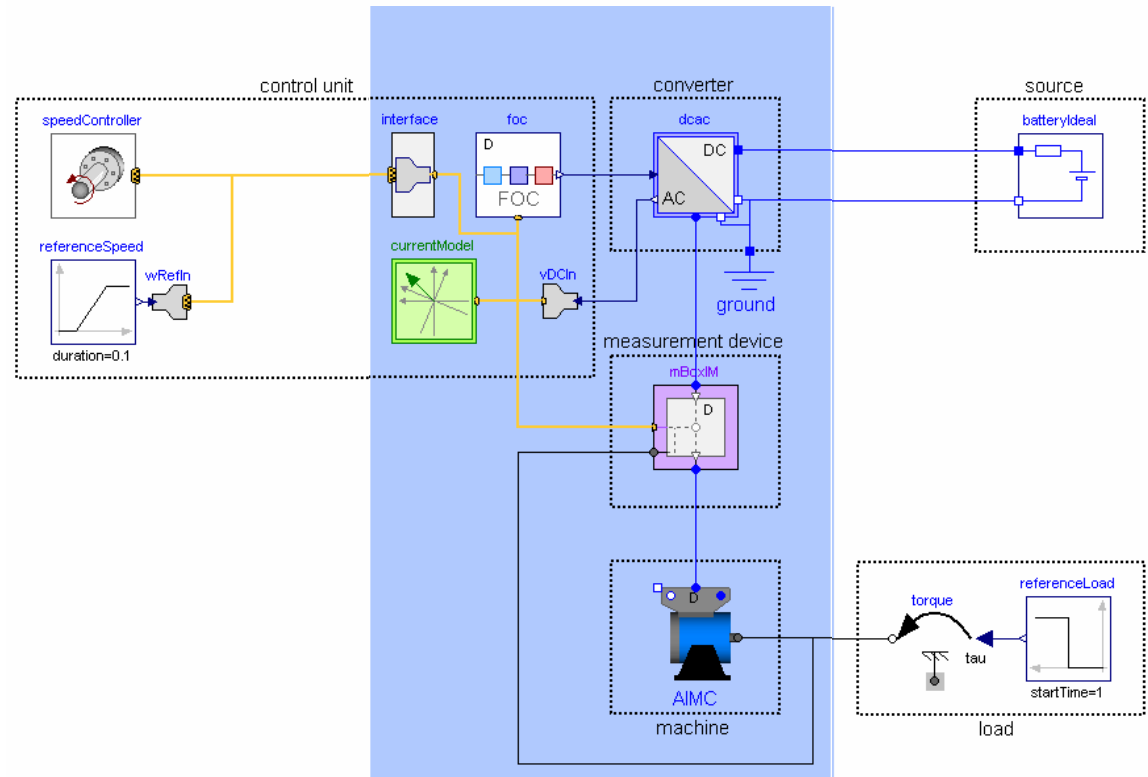 control unit
converter
source
speedController
interface
foc
dcac
batteryIdeal
D
FOC
DC
AC
referenceSpeed
wRefIn
currentModel
vDCIn
ground
duration=0.1
measurement device
mBoxIM
D
D
AIMC
machine
torque
referenceLoad
tau
startTime=1
load